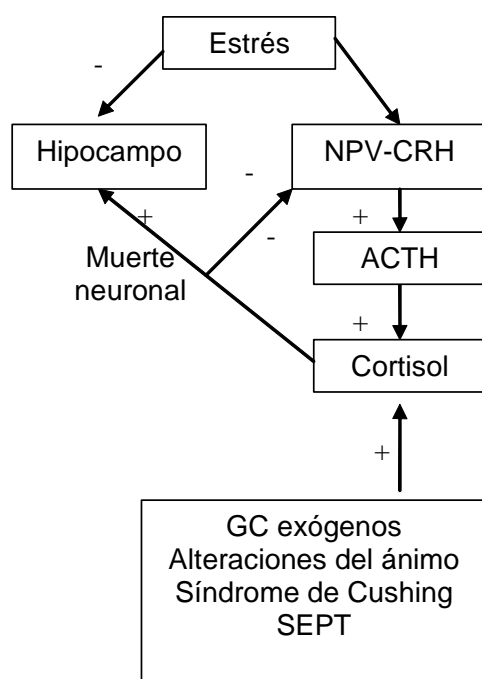 Estrés
-
Hipocampo
NPV-CRH
-
+
+
-
Muerte
neuronal
ACTH
+
Cortisol
+
GC exógenos
Alteraciones del ánimo
Síndrome de Cushing
SEPT